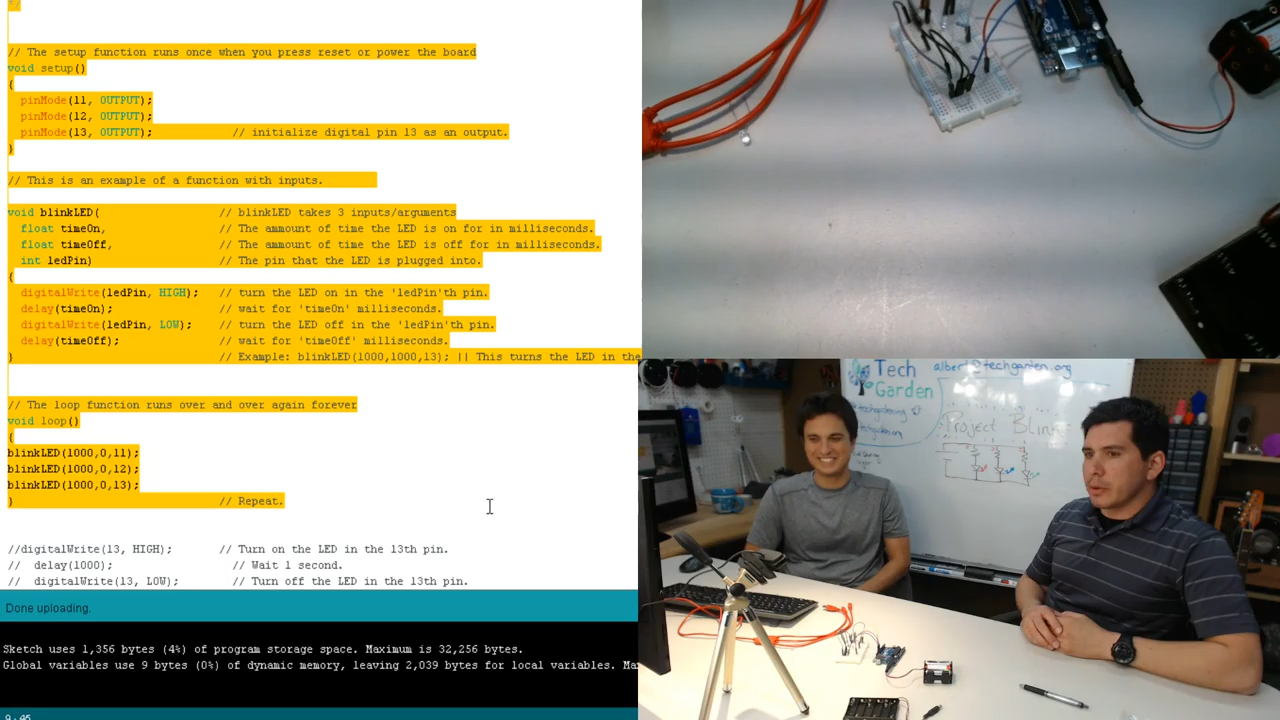 */
// The setup function runs once when you press reset or power the board
void setup()
{
pinMode(11, OUTPUT);
pinMode(12, OUTPUT);
pinMode(13, OUTPUT); // initialize digital pin 13 as an output.
}
// This is an example of a function with inputs.
void blinkLED( // blinkLED takes 3 inputs/arguments
float timeOn, // The ammount of time the LED is on for in milliseconds.
float timeOff, // The ammount of time the LED is off for in milliseconds.
int ledPin) // The pin that the LED is plugged into.
{
digitalWrite(ledPin, HIGH); // turn the LED on in the 'ledPin'th pin.
delay(timeOn); // wait for 'timeOn' milliseconds.
digitalWrite(ledPin, LOW); // turn the LED off in the 'ledPin'th pin.
delay(timeOff); // wait for 'timeOff' milliseconds.
} // Example: blinkLED(1000,1000,13); || This turns the LED in the
// The loop function runs over and over again forever
void loop()
{
blinkLED(1000,0,11);
blinkLED(1000,0,12);
blinkLED(1000,0,13);
} // Repeat.
//digitalWrite(13, HIGH); // Turn on the LED in the 13th pin.
// delay(1000); // Wait 1 second.
// digitalWrite(13, LOW); // Turn off the LED in the 13th pin.
Done uploading.
Sketch uses 1,356 bytes (4%) of program storage space. Maximum is 32,256 bytes.
Global variables use 9 bytes (0%) of dynamic memory, leaving 2,039 bytes for local variables.
Tech
Garden
albert@techgarden.org
Project Blink